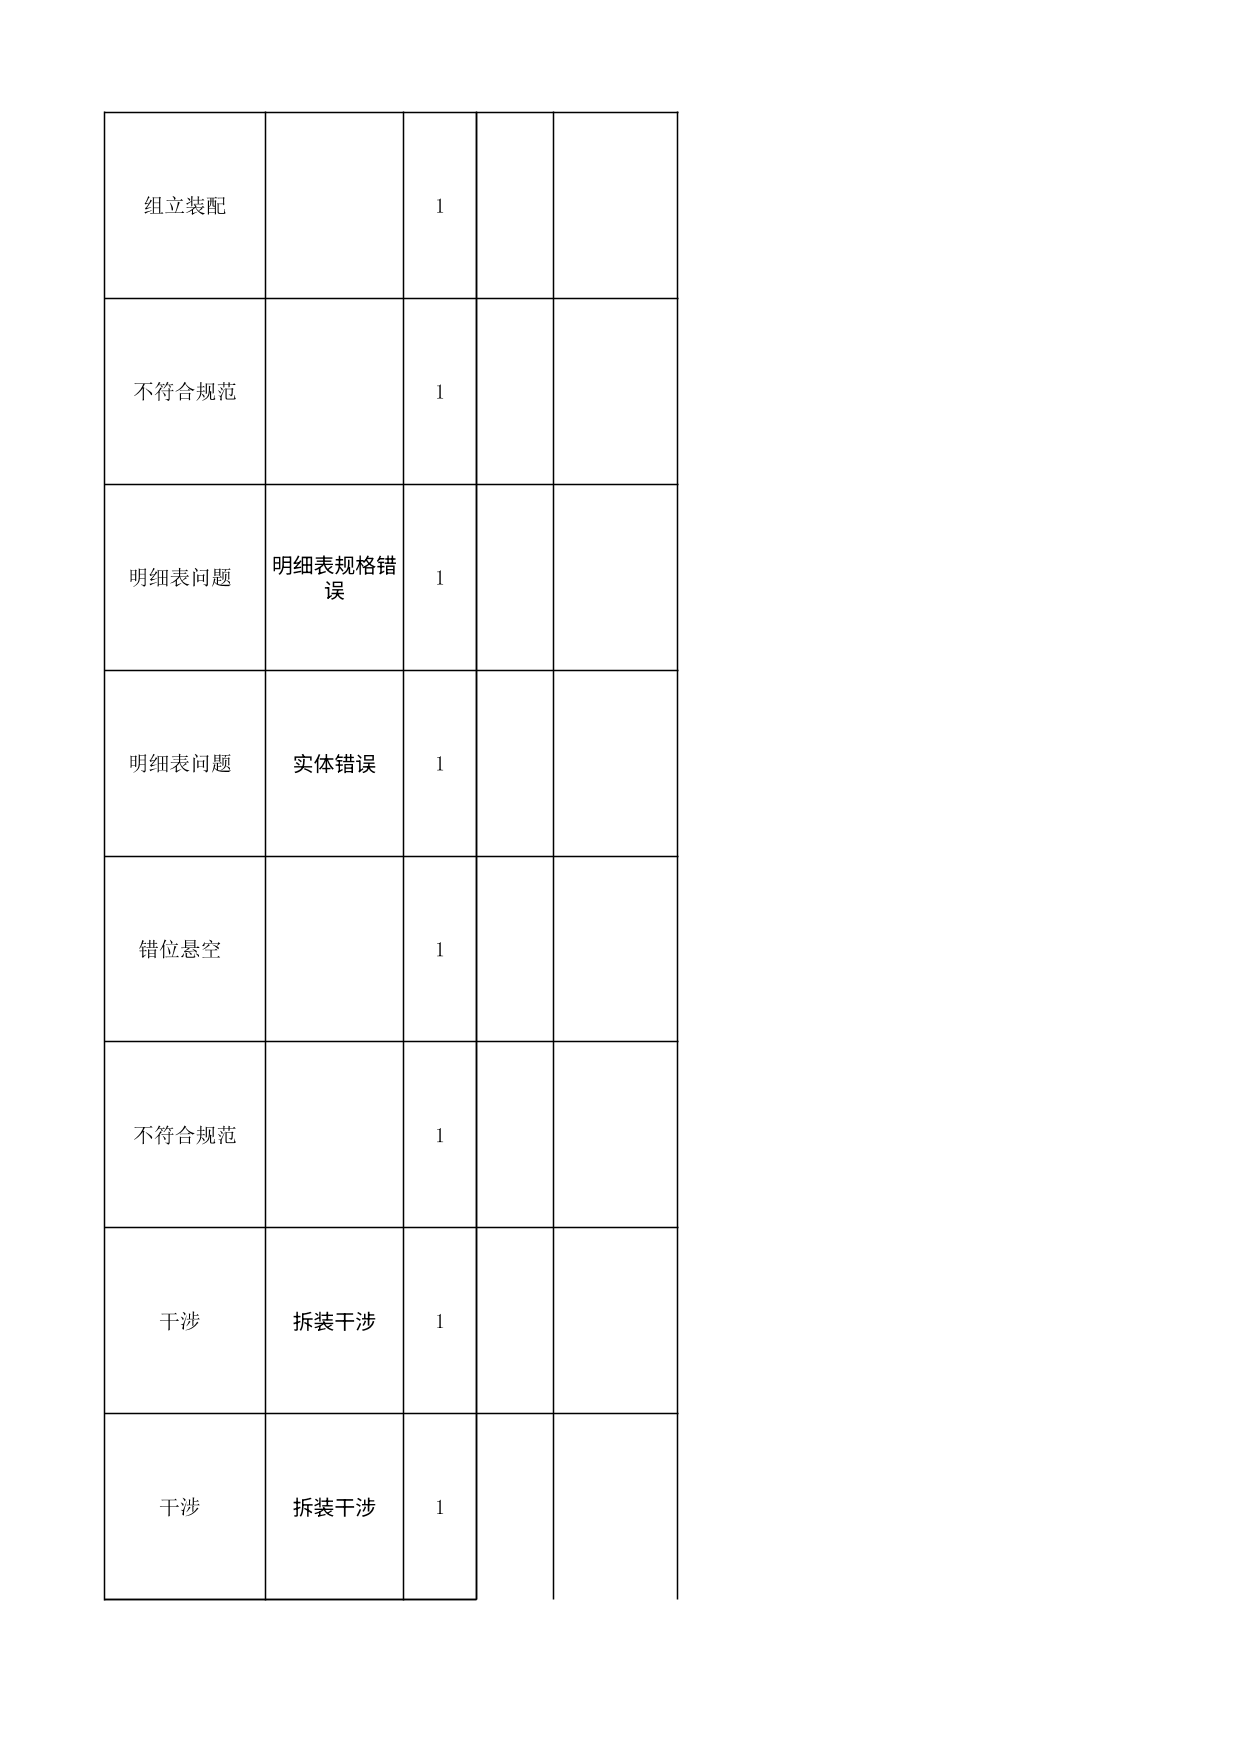 组立装配 1
不符合规范 1
明细表问题 明细表规格错 1
误
明细表问题 实体错误 1
错位悬空 1
不符合规范 1
干涉 拆装干涉 1
干涉 拆装干涉 1